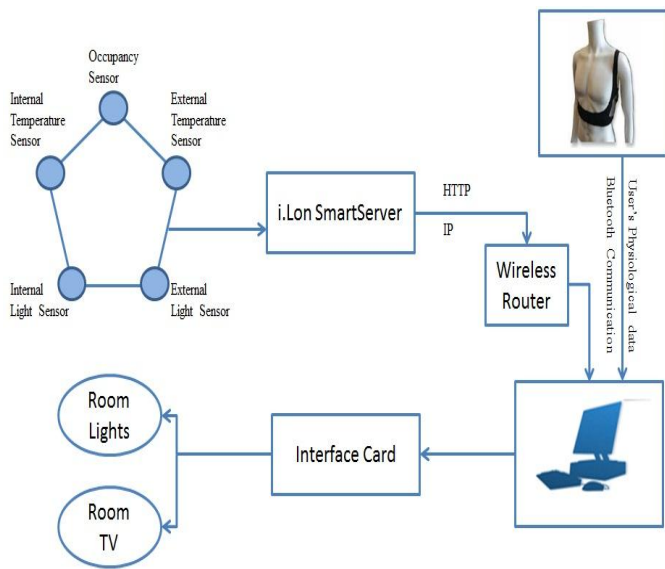 Occupancy
Sensor
Internal
Temperature
Sensor
External
Temperature
Sensor
Internal
Light Sensor
External
Light Sensor
i.Lon SmartServer
HTTP
IP
Wireless
Router
User's Physiological data
Bluetooth Communication
Room
Lights
Interface Card
Room
TV